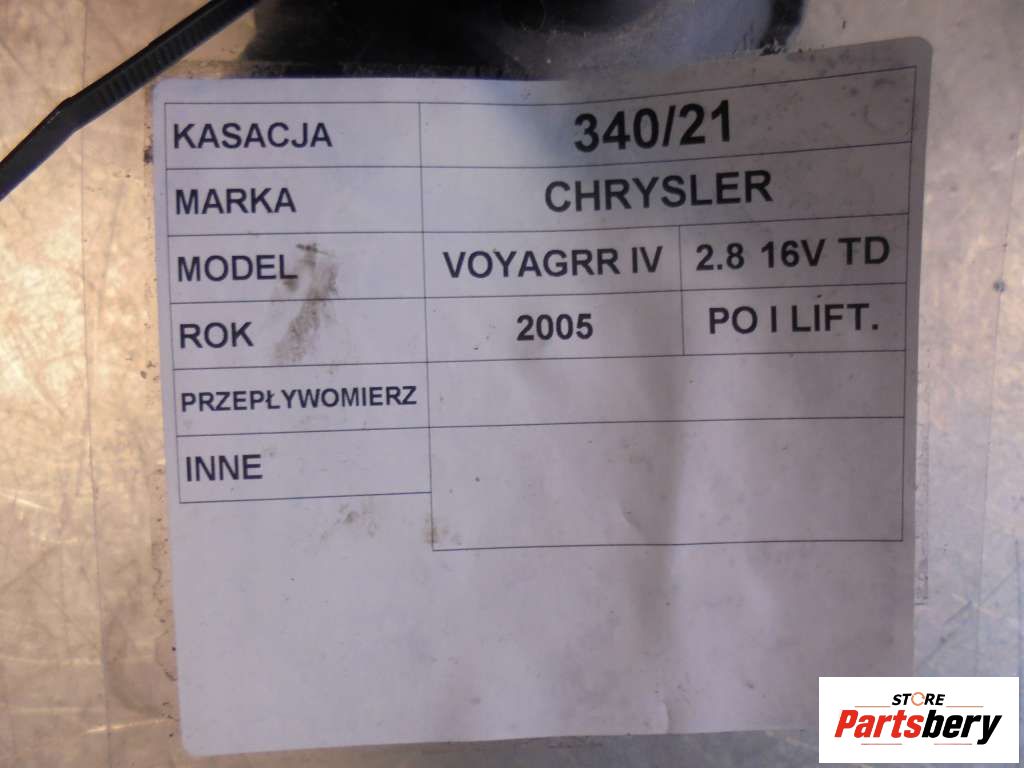 KASACJA 340/21
MARKA CHRYSLER
MODEL VOYAGRR IV 2.8 16V TD
ROK 2005 PO I LIFT.
PRZEPŁYWOMIERZ
INNE
STORE
Partsbery